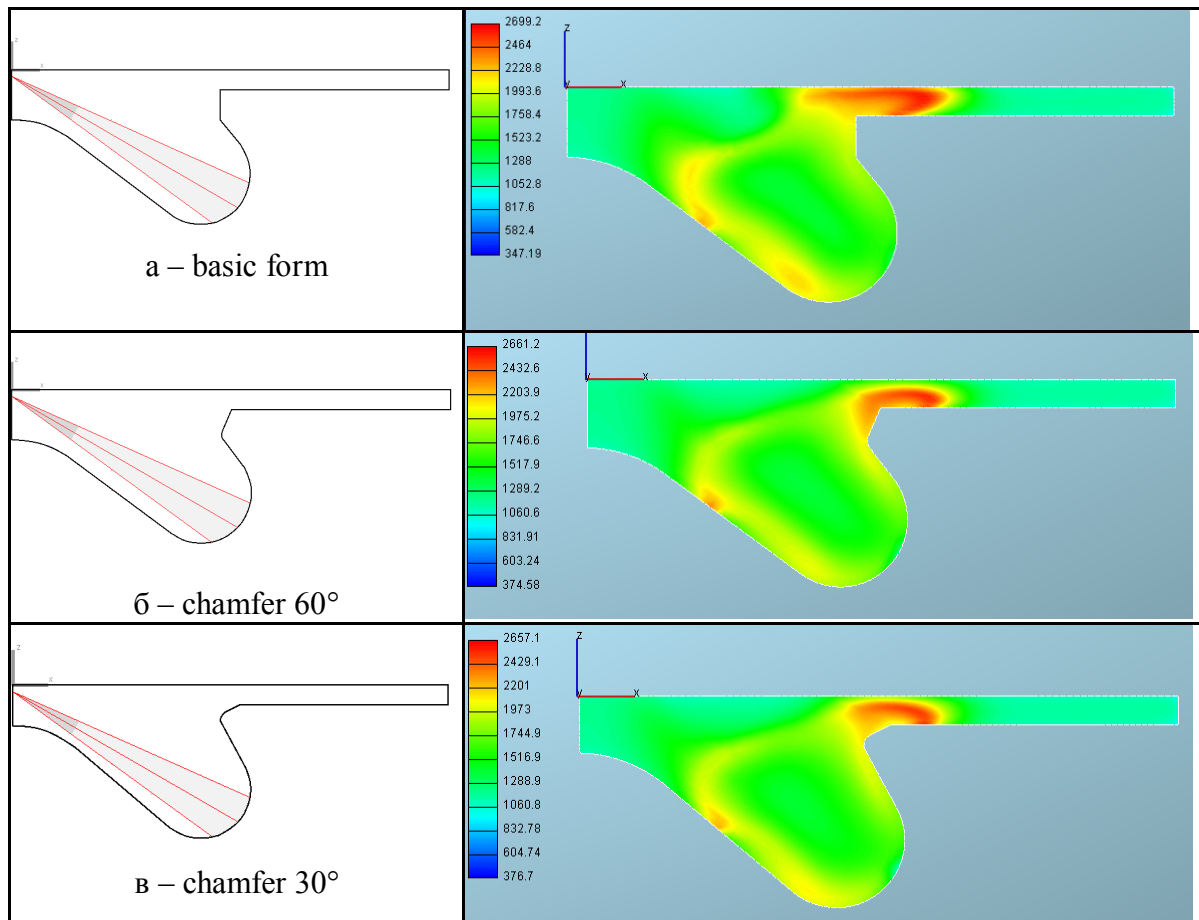 z
x
a – basic form
2699.2
2464
2228.8
1993.6
1758.4
1523.2
1288
1052.8
817.6
582.4
347.19
z
y
x
z
x
б – chamfer 60°
2661.2
2432.6
2203.9
1975.2
1746.6
1517.9
1289.2
1060.6
831.91
603.24
374.58
y
x
z
x
в – chamfer 30°
2657.1
2429.1
2201
1973
1744.9
1516.9
1288.9
1060.8
832.78
604.74
376.7
z
y
x